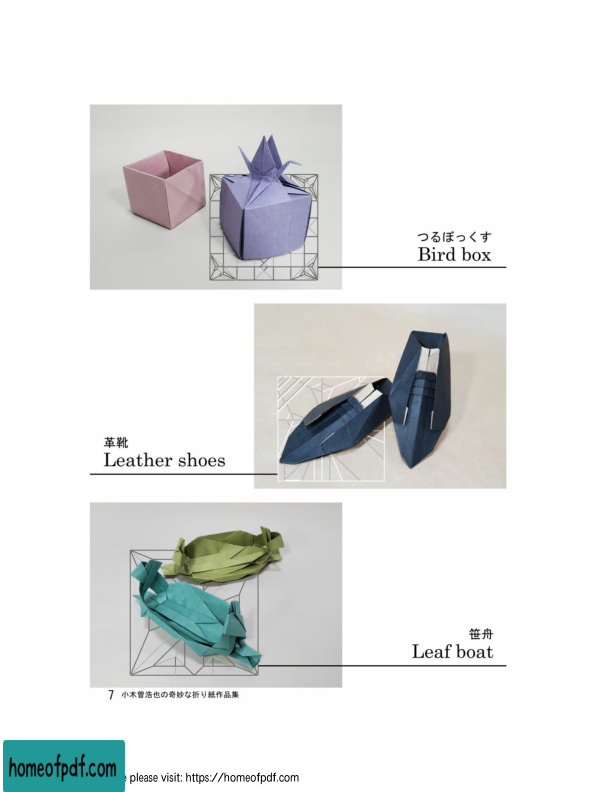 つるぼっくす
Bird box
革靴
Leather shoes
笹舟
Leaf boat
7 小木曽浩也の奇妙な折り紙作品集
homeofpdf.com
e please visit: https://homeofpdf.com